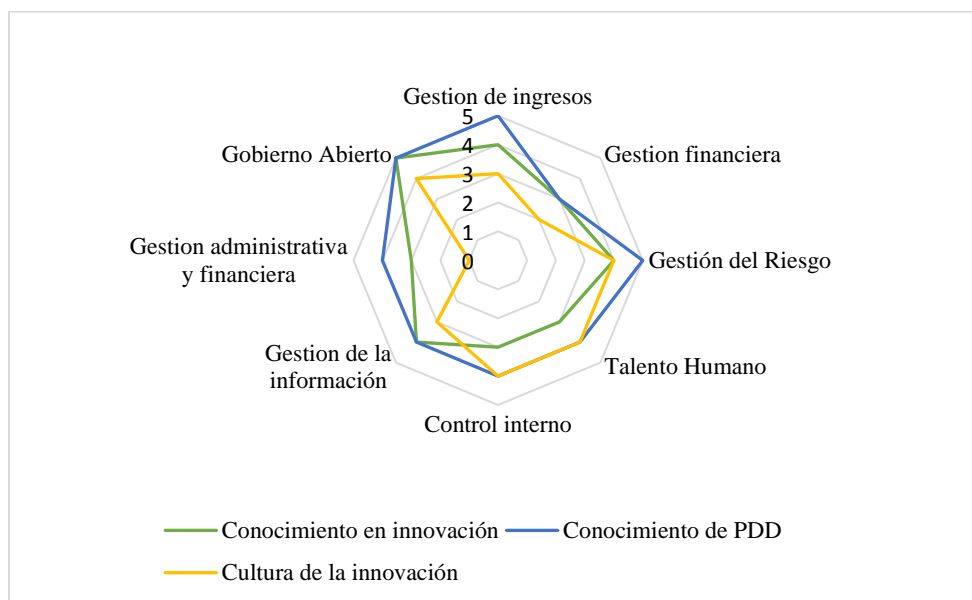 Gestion de ingresos
5
4
3
2
1
0
Gestion financiera
Gestión del Riesgo
Talento Humano
Control interno
Gestion de la
información
Gestion administrativa
y financiera
Gobierno Abierto
Conocimiento en innovación
Conocimiento de PDD
Cultura de la innovación